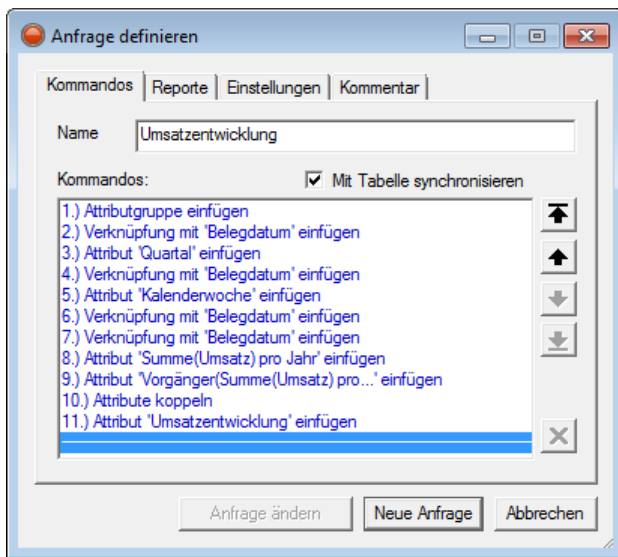 Anfrage definieren
Kommandos Reporte Einstellungen Kommentar
Name Umsatzentwicklung
Kommandos: Mit Tabelle synchronisieren
1.) Attributgruppe einfügen
2.) Verknüpfung mit 'Belegdatum' einfügen
3.) Attribut 'Quartal' einfügen
4.) Verknüpfung mit 'Belegdatum' einfügen
5.) Attribut 'Kalenderwoche' einfügen
6.) Verknüpfung mit 'Belegdatum' einfügen
7.) Verknüpfung mit 'Belegdatum' einfügen
8.) Attribut 'Summe(Umsatz) pro Jahr' einfügen
9.) Attribut 'Vorgänger(Summe(Umsatz) pro...' einfügen
10.) Attribute koppeln
11.) Attribut 'Umsatzentwicklung' einfügen
Anfrage ändern Neue Anfrage Abbrechen